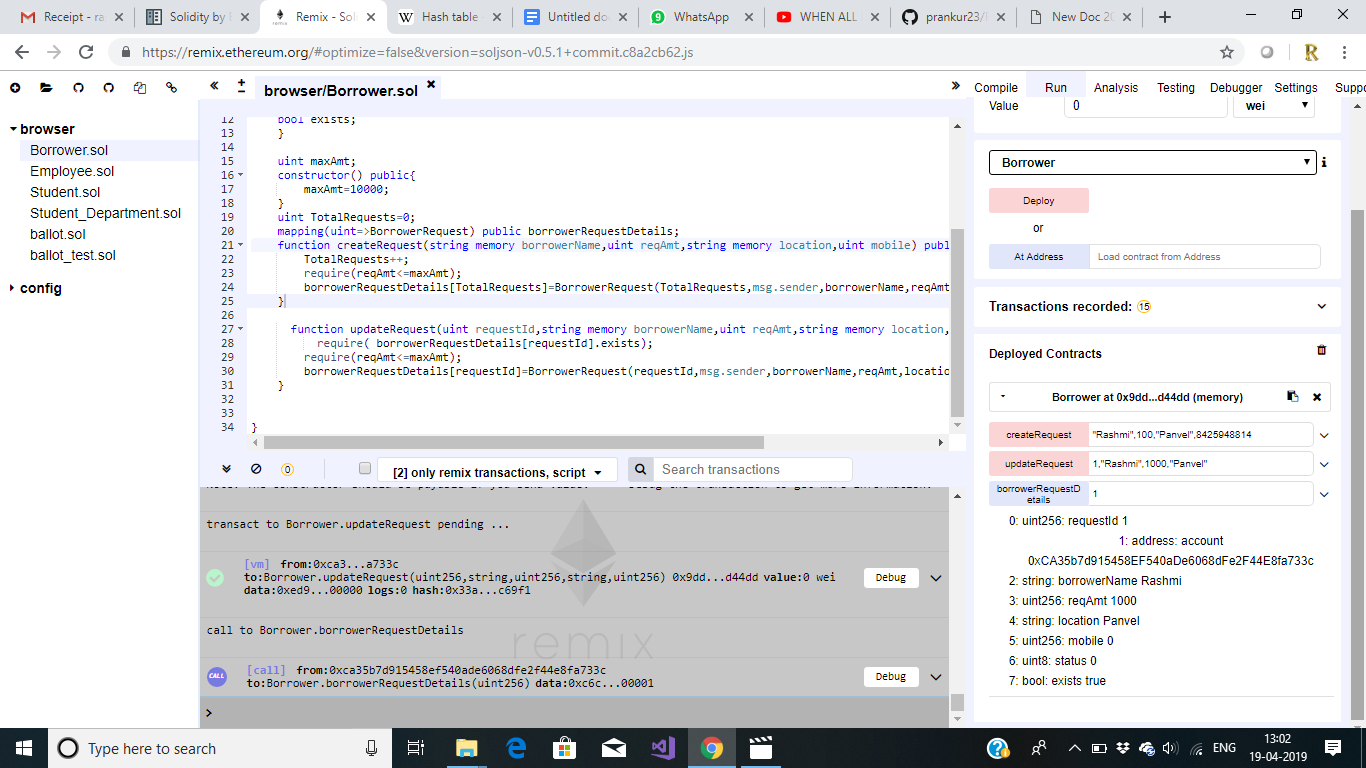 Receipt - ra
Solidity by E
Remix - Soli
Hash table
Untitled do
WhatsApp
WHEN ALL
prankur23/
New Doc 2
https://remix.ethereum.org/#optimize=false&version=soljson-v0.5.1+commit.c8a2cb62.js
browser
Borrower.sol
Employee.sol
Student.sol
Student_Department.sol
ballot.sol
ballot_test.sol
config
browser/Borrower.sol
12 bool exists;
13 }
14
15 uint maxAmt;
16 constructor() public{
17 maxAmt=10000;
18 }
19 uint TotalRequests=0;
20 mapping(uint=>BorrowerRequest) public borrowerRequestDetails;
21 function createRequest(string memory borrowerName,uint reqAmt,string memory location,uint mobile) publ
22 TotalRequests++;
23 require(reqAmt<=maxAmt);
24 borrowerRequestDetails[TotalRequests]=BorrowerRequest(TotalRequests,msg.sender,borrowerName,reqAmt
25 }
26
27 function updateRequest(uint requestId,string memory borrowerName,uint reqAmt,string memory location,
28 require( borrowerRequestDetails[requestId].exists);
29 require(reqAmt<=maxAmt);
30 borrowerRequestDetails[requestId]=BorrowerRequest(requestId,msg.sender,borrowerName,reqAmt,locatio
31 }
32
33
34 }
0
[2] only remix transactions, script
Search transactions
transact to Borrower.updateRequest pending ...
[vm] from:0xca3...a733c
to:Borrower.updateRequest(uint256,string,uint256,string,uint256) 0x9dd...d44dd value:0 wei
data:0xed9...00000 logs:0 hash:0x33a...c69f1
Debug
call to Borrower.borrowerRequestDetails
remix
CALL
[call] from:0xca35b7d915458ef540ade6068dfe2f44e8fa733c
to:Borrower.borrowerRequestDetails(uint256) data:0xc6c...00001
Debug
>
Compile Run Analysis Testing Debugger Settings Suppo
Value 0 wei
Borrower
Deploy
or
At Address Load contract from Address
Transactions recorded: 15
Deployed Contracts
Borrower at 0x9dd...d44dd (memory)
createRequest "Rashmi",100,"Panvel",8425948814
updateRequest 1,"Rashmi",1000,"Panvel"
borrowerRequestD
etails 1
0: uint256: requestId 1
1: address: account
0xCA35b7d915458EF540aDe6068dFe2F44E8fa733c
2: string: borrowerName Rashmi
3: uint256: reqAmt 1000
4: string: location Panvel
5: uint256: mobile 0
6: uint8: status 0
7: bool: exists true
Type here to search
ENG
13:02
19-04-2019